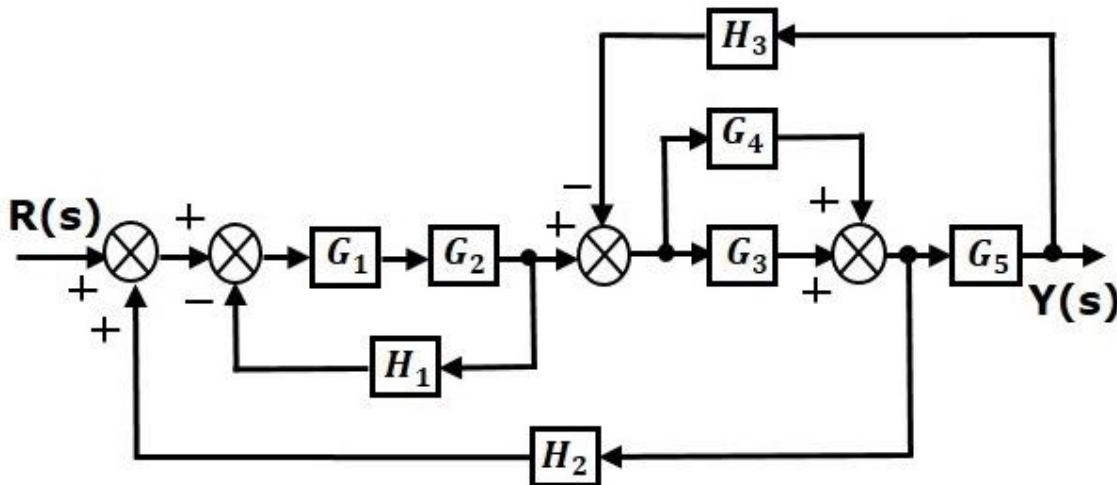 H₃
−
G₄
R(s)
+
+
+
G₁
G₂
G₃
G₅
+
−
+
Y(s)
+
H₁
H₂